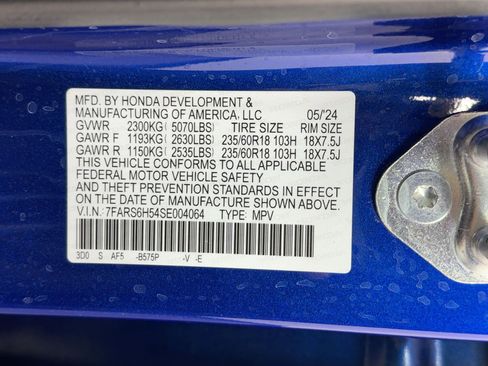 MFD. BY HONDA DEVELOPMENT &
MANUFACTURING OF AMERICA, LLC 05/'24
GVWR 2300KG(5070LBS) TIRE SIZE RIM SIZE
GAWR F 1193KG(2630LBS) 235/60R18 103H 18X7.5J
GAWR R 1150KG(2535LBS) 235/60R18 103H 18X7.5J
THIS VEHICLE CONFORMS TO ALL APPLICABLE
FEDERAL MOTOR VEHICLE SAFETY
AND THEFT PREVENTION STANDARDS IN EFFECT
ON THE DATE OF MANUFACTURE SHOWN ABOVE.
V.I.N. 7FARS6H54SE004064 TYPE: MPV
3D0 S AF5 -B575P -V -E